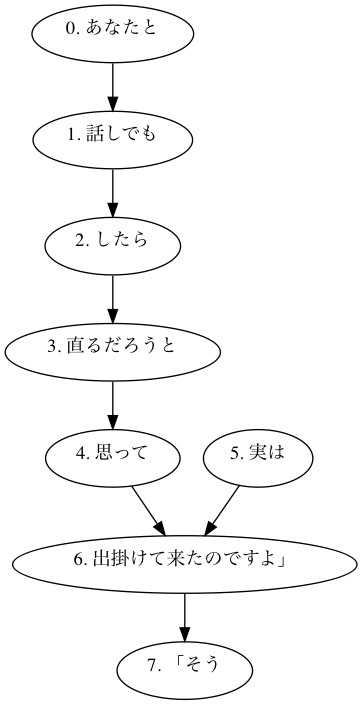 0. あなたと
1. 話しでも
2. したら
3. 直るだろうと
4. 思って
5. 実は
6. 出掛けて来たのですよ」
7. 「そう